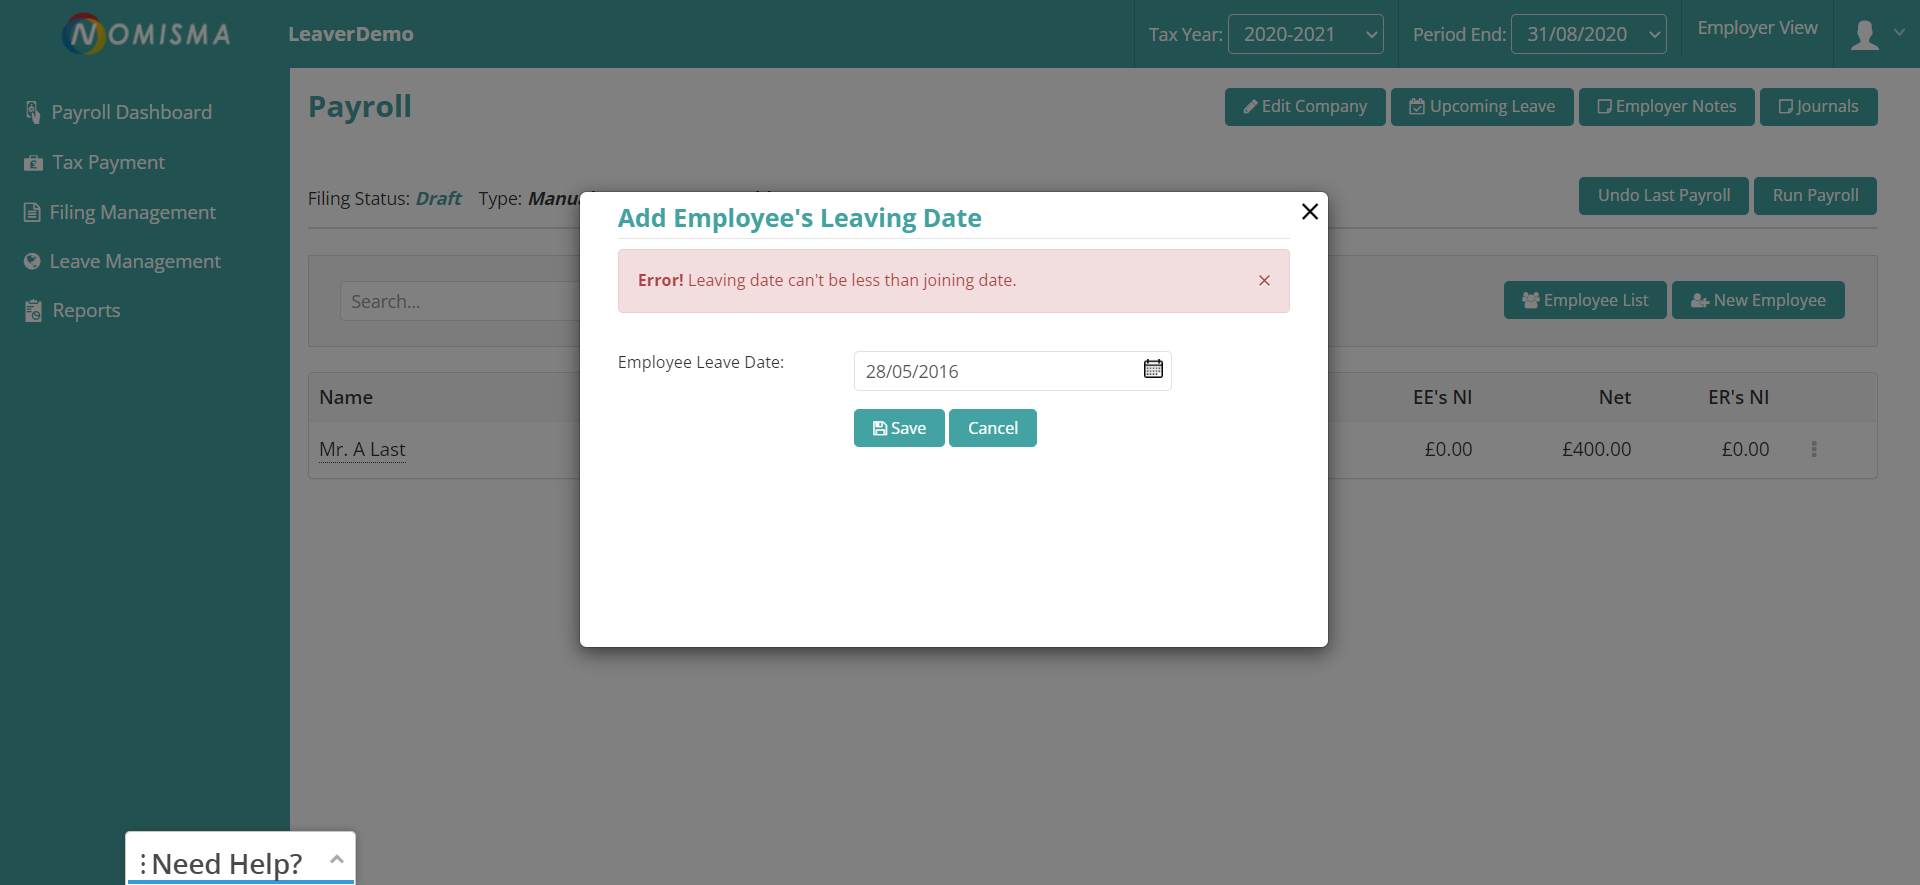 NOMISMA
LeaverDemo
Tax Year: 2020-2021
Period End: 31/08/2020
Employer View
Payroll Dashboard
Tax Payment
Filing Management
Leave Management
Reports
Payroll
Edit Company
Upcoming Leave
Employer Notes
Journals
Filing Status: Draft Type:
Undo Last Payroll
Run Payroll
Add Employee's Leaving Date
Error! Leaving date can't be less than joining date.
×
Search...
Employee List
New Employee
Employee Leave Date: 28/05/2016
Save
Cancel
Name EE's NI Net ER's NI
Mr. A Last £0.00 £400.00 £0.00
Need Help?